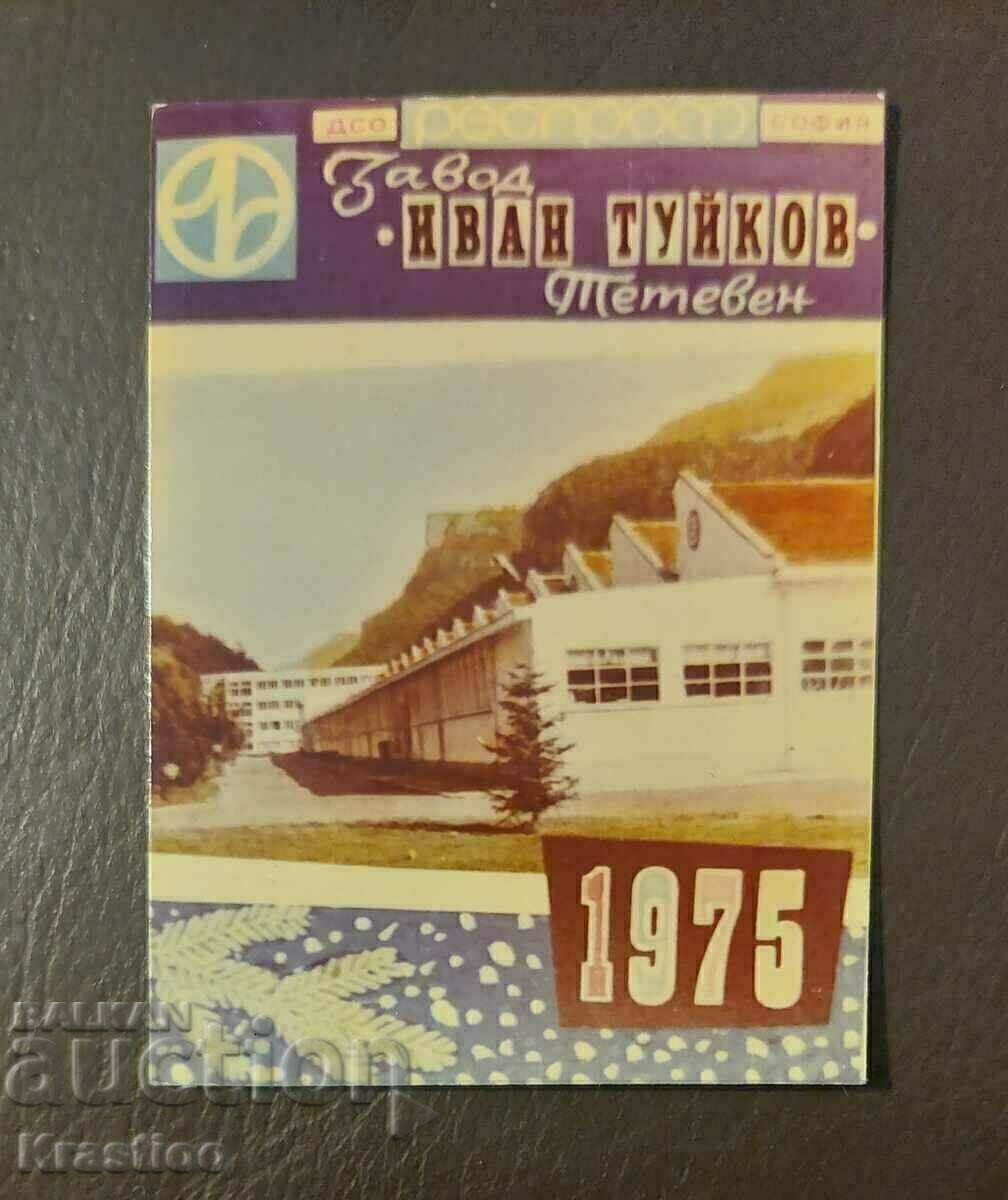 ДСО Респром СОФИЯ
Завод
·ИВАН ТУЙКОВ·
Тетевен
1975
BALKAN
auction
Krastioo